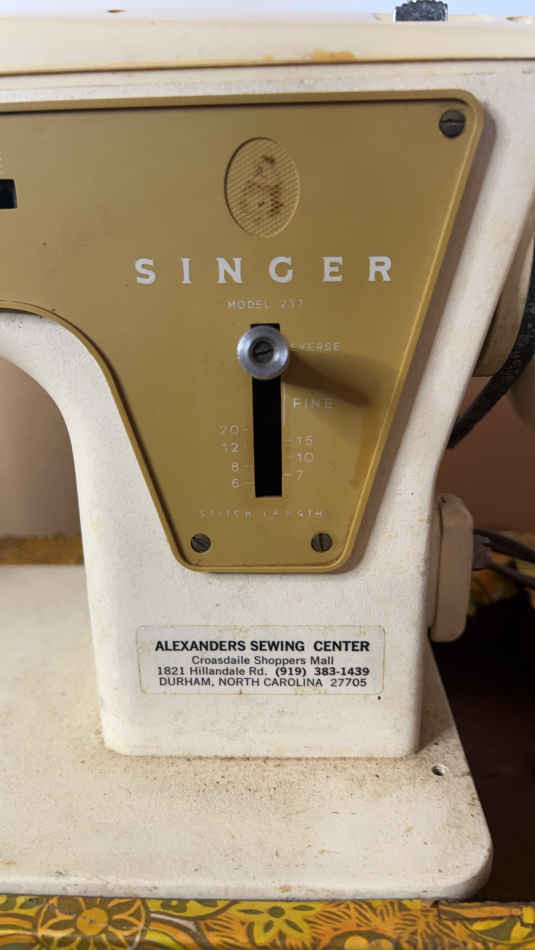 SINGER
MODEL 237
REVERSE
FINE
20
15
12
10
8
7
6
STITCH LENGTH
ALEXANDERS SEWING CENTER
Croasdaile Shoppers Mall
1821 Hillandale Rd. (919) 383-1439
DURHAM, NORTH CAROLINA 27705